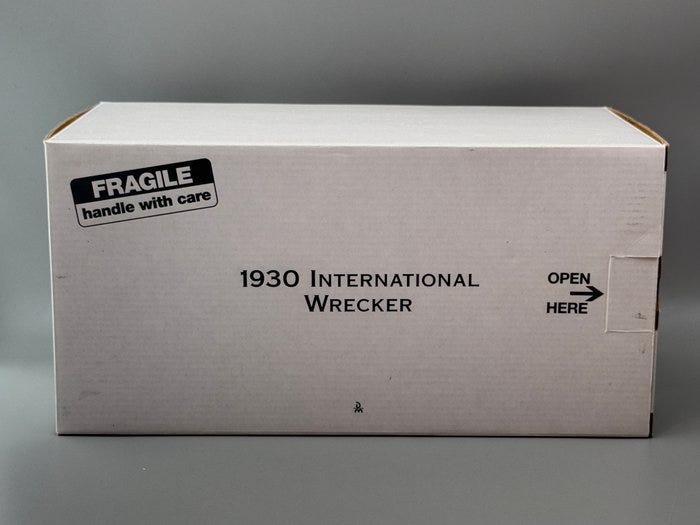 FRAGILE
handle with care
1930 INTERNATIONAL
WRECKER
OPEN
HERE